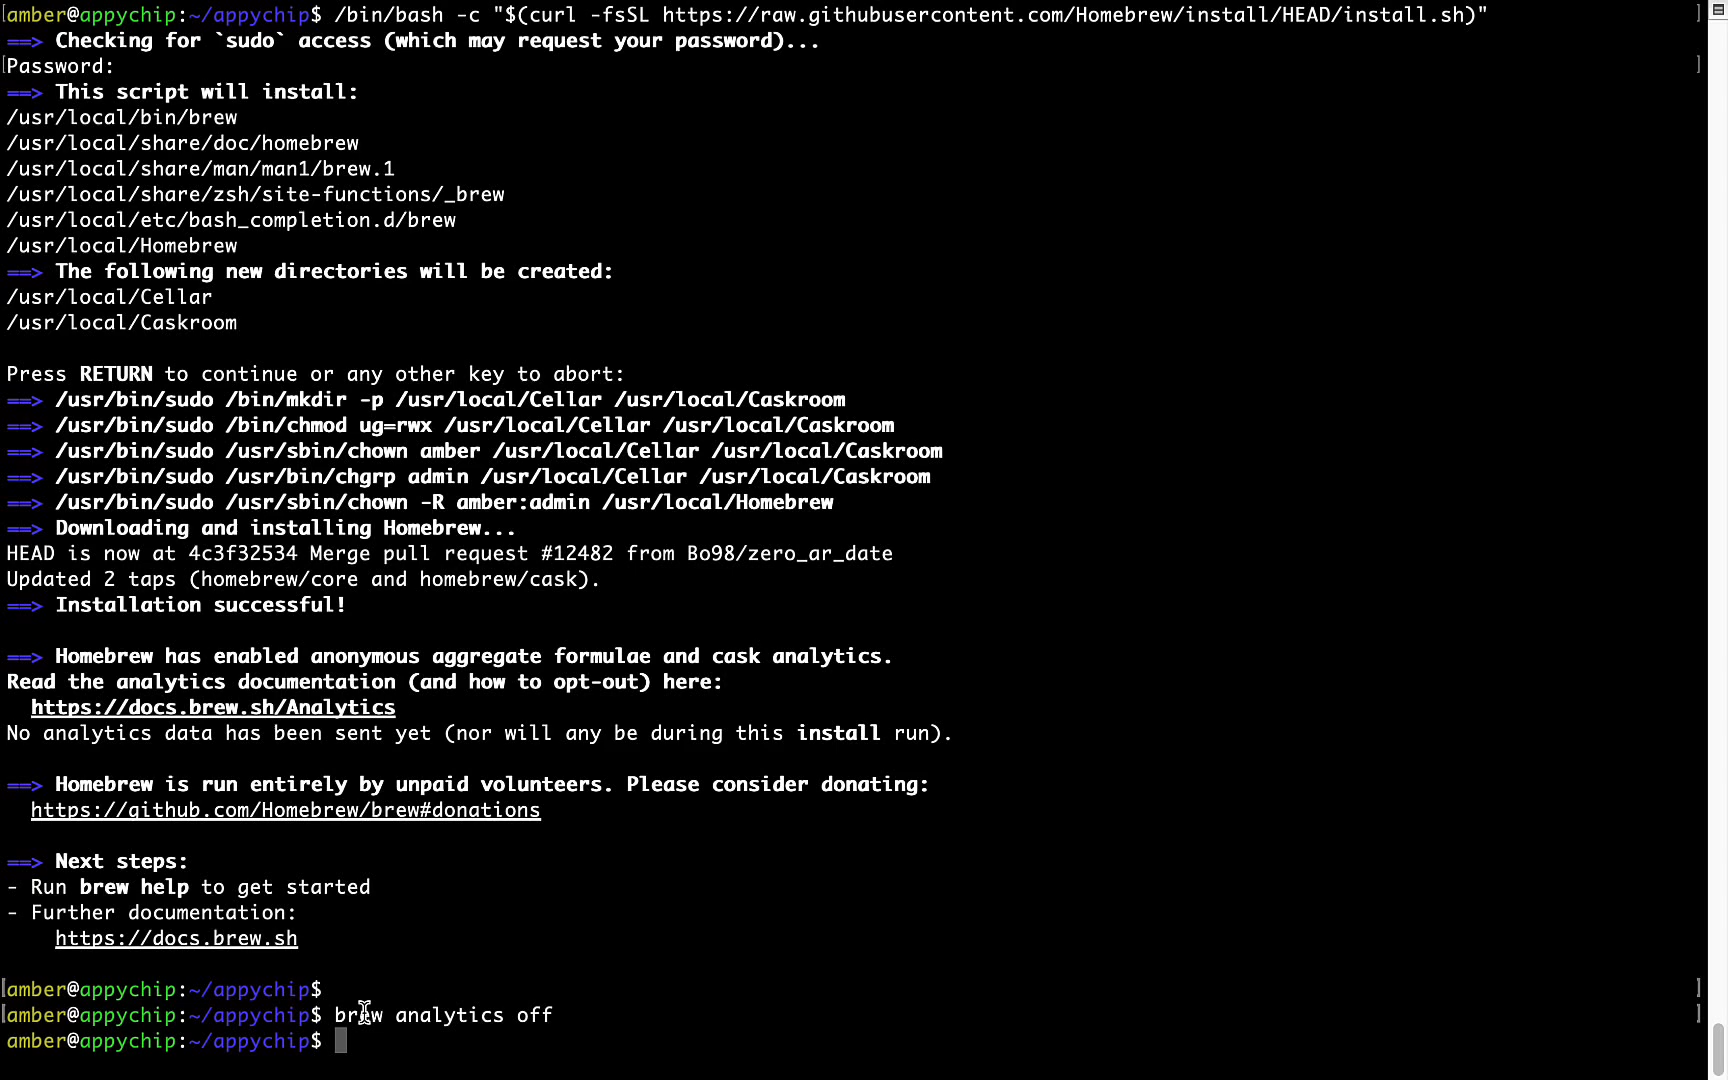 amber@appychip:~/appychip$ /bin/bash -c "$(curl -fsSL https://raw.githubusercontent.com/Homebrew/install/HEAD/install.sh)"
==> Checking for `sudo` access (which may request your password)...
Password:
==> This script will install:
/usr/local/bin/brew
/usr/local/share/doc/homebrew
/usr/local/share/man/man1/brew.1
/usr/local/share/zsh/site-functions/_brew
/usr/local/etc/bash_completion.d/brew
/usr/local/Homebrew
==> The following new directories will be created:
/usr/local/Cellar
/usr/local/Caskroom
Press RETURN to continue or any other key to abort:
==> /usr/bin/sudo /bin/mkdir -p /usr/local/Cellar /usr/local/Caskroom
==> /usr/bin/sudo /bin/chmod ug=rwx /usr/local/Cellar /usr/local/Caskroom
==> /usr/bin/sudo /usr/sbin/chown amber /usr/local/Cellar /usr/local/Caskroom
==> /usr/bin/sudo /usr/bin/chgrp admin /usr/local/Cellar /usr/local/Caskroom
==> /usr/bin/sudo /usr/sbin/chown -R amber:admin /usr/local/Homebrew
==> Downloading and installing Homebrew...
HEAD is now at 4c3f32534 Merge pull request #12482 from Bo98/zero_ar_date
Updated 2 taps (homebrew/core and homebrew/cask).
==> Installation successful!
==> Homebrew has enabled anonymous aggregate formulae and cask analytics.
Read the analytics documentation (and how to opt-out) here:
https://docs.brew.sh/Analytics
No analytics data has been sent yet (nor will any be during this install run).
==> Homebrew is run entirely by unpaid volunteers. Please consider donating:
https://github.com/Homebrew/brew#donations
==> Next steps:
- Run brew help to get started
- Further documentation:
https://docs.brew.sh
amber@appychip:~/appychip$
amber@appychip:~/appychip$ brew analytics off
amber@appychip:~/appychip$